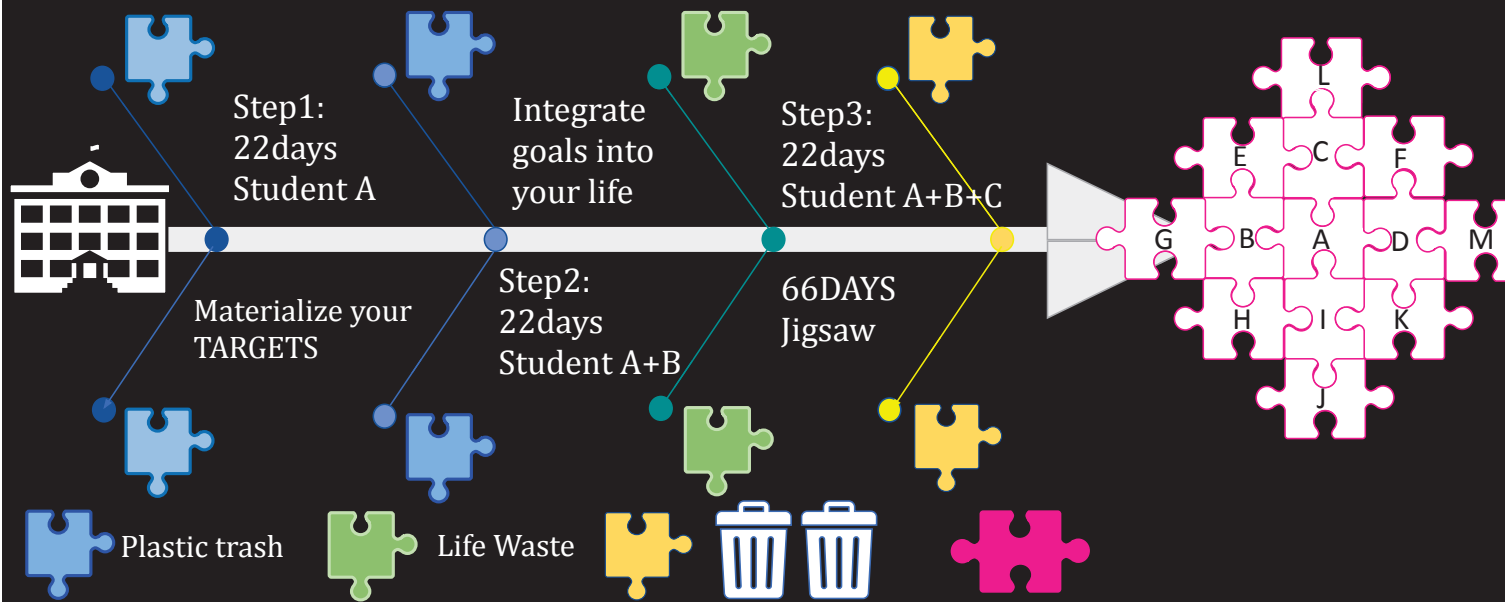 Step1:
22days
Student A
Integrate
goals into
your life
Step3:
22days
Student A+B+C
Materialize your
TARGETS
Step2:
22days
Student A+B
66DAYS
Jigsaw
L
E C F
G B A D M
H I K
J
Plastic trash
Life Waste